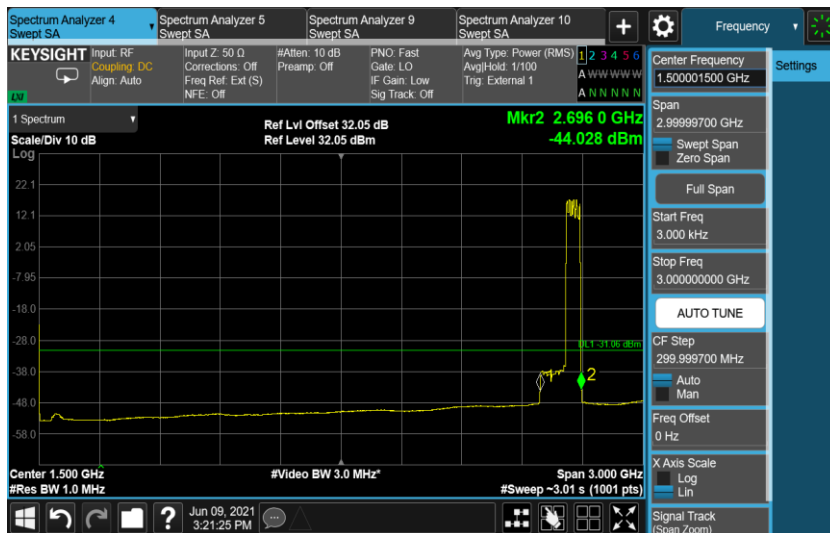 Spectrum Analyzer 4
Swept SA
Spectrum Analyzer 5
Swept SA
Spectrum Analyzer 9
Swept SA
Spectrum Analyzer 10
Swept SA
+
Frequency
KEYSIGHT
Input: RF
Coupling: DC
Align: Auto
Input Z: 50 Ω
Corrections: Off
Freq Ref: Ext (S)
NFE: Off
#Atten: 10 dB
Preamp: Off
PNO: Fast
Gate: LO
IF Gain: Low
Sig Track: Off
Avg Type: Power (RMS)
Avg|Hold: 1/100
Trig: External 1
1 2 3 4 5 6
A W W W W W
A N N N N N
LXI
1 Spectrum
Scale/Div 10 dB
Log
Ref Lvl Offset 32.05 dB
Ref Level 32.05 dBm
Mkr2 2.696 0 GHz
-44.028 dBm
22.1
12.1
2.05
-7.95
-18.0
-28.0
-38.0
-48.0
-58.0
DL1 -31.06 dBm
2
Center 1.500 GHz
#Res BW 1.0 MHz
#Video BW 3.0 MHz*
Span 3.000 GHz
#Sweep ~3.01 s (1001 pts)
Center Frequency
1.500001500 GHz
Settings
Span
2.99999700 GHz
Swept Span
Zero Span
Full Span
Start Freq
3.000 kHz
Stop Freq
3.000000000 GHz
AUTO TUNE
CF Step
299.999700 MHz
Auto
Man
Freq Offset
0 Hz
X Axis Scale
Log
Lin
Signal Track
(Span Zoom)
?
Jun 09, 2021
3:21:25 PM